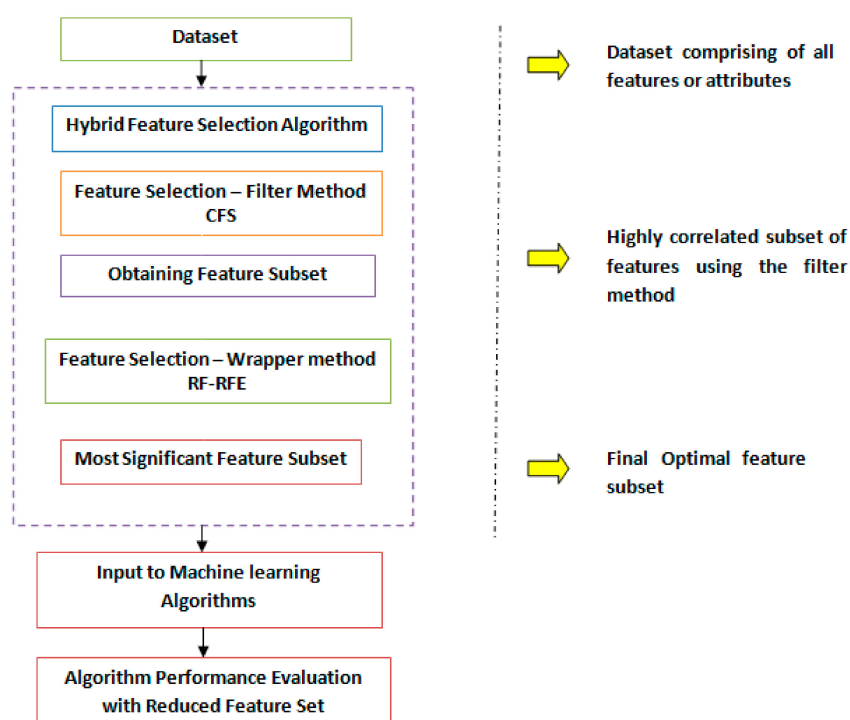 Dataset
Hybrid Feature Selection Algorithm
Feature Selection – Filter Method
CFS
Obtaining Feature Subset
Feature Selection – Wrapper method
RF-RFE
Most Significant Feature Subset
Input to Machine learning
Algorithms
Algorithm Performance Evaluation
with Reduced Feature Set
Dataset comprising of all
features or attributes
Highly correlated subset of
features using the filter
method
Final Optimal feature
subset